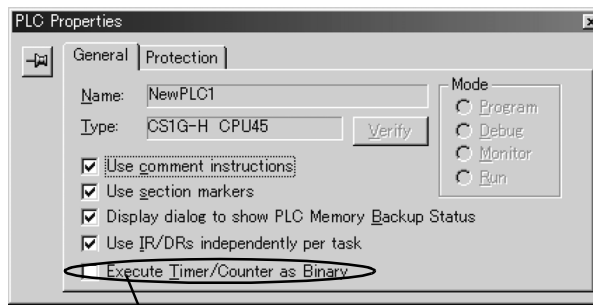 PLC Properties
General Protection
Name: NewPLC1
Type: CS1G-H CPU45 Verify
Mode
Program
Debug
Monitor
Run
Use comment instructions
Use section markers
Display dialog to show PLC Memory Backup Status
Use IR/DRs independently per task
Execute Timer/Counter as Binary